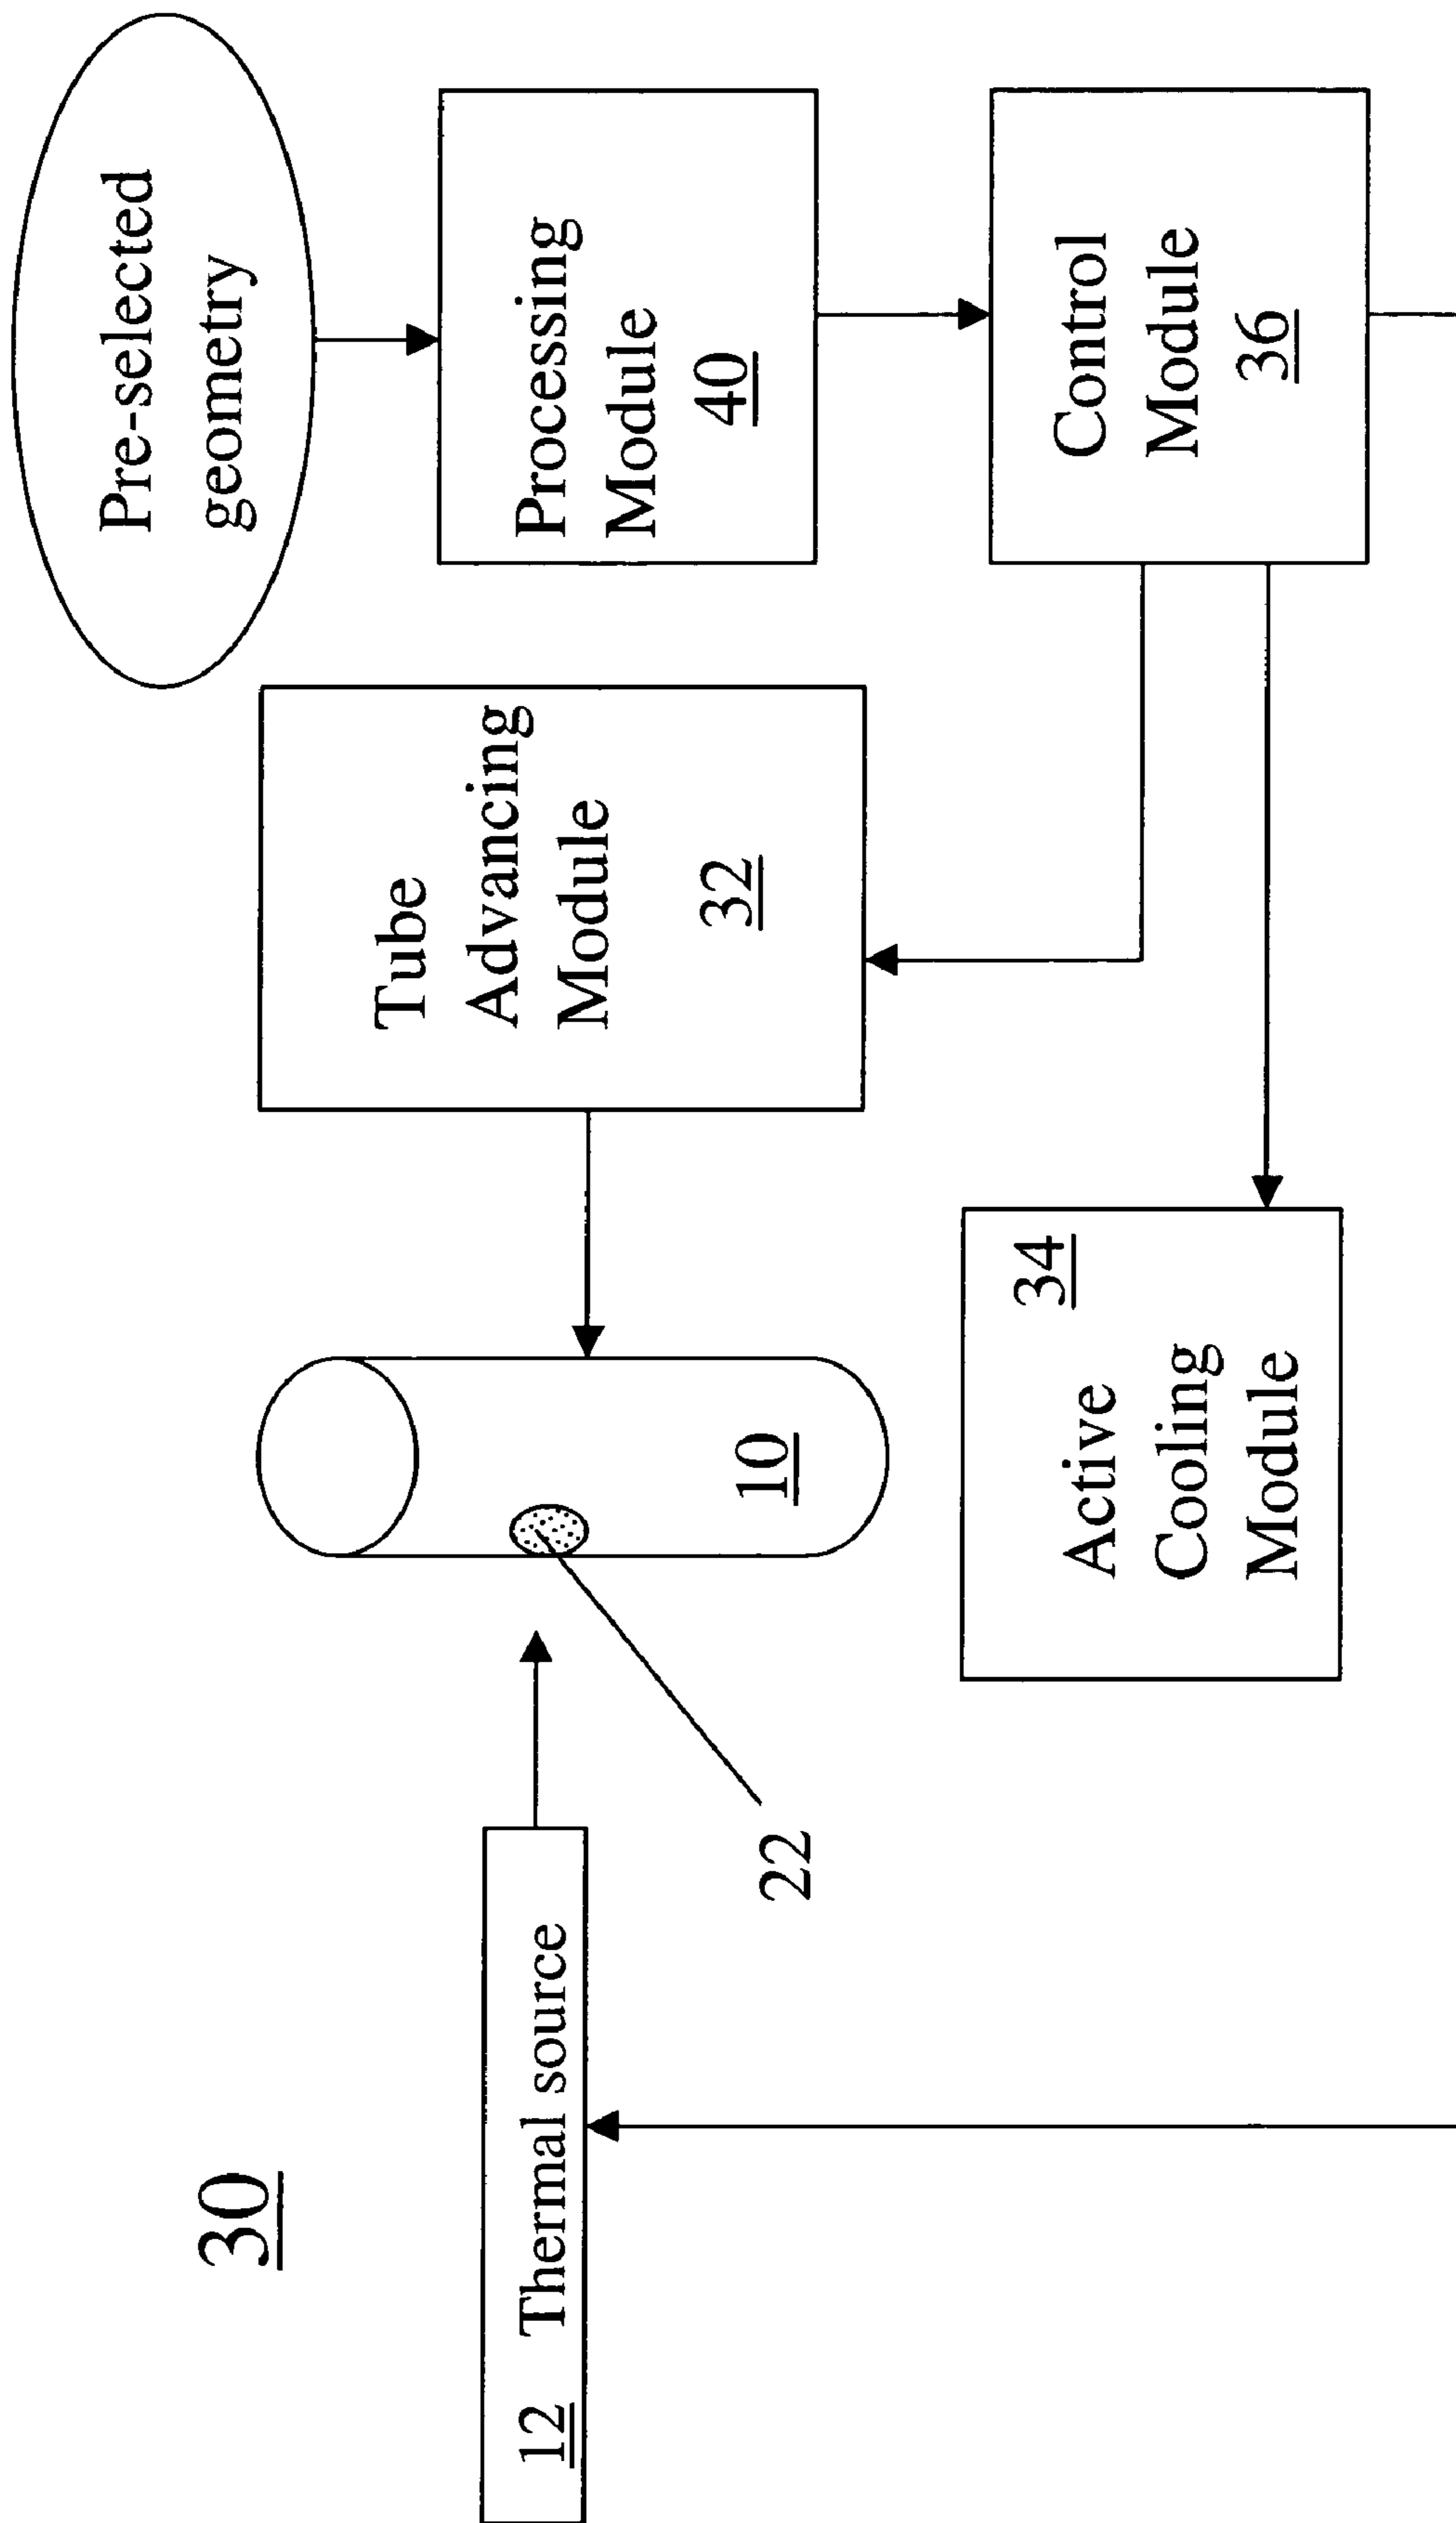 30
12 Thermal source
22
10
Tube
Advancing
Module
32
Pre-selected
geometry
Processing
Module
40
34
Active
Cooling
Module
Control
Module
36